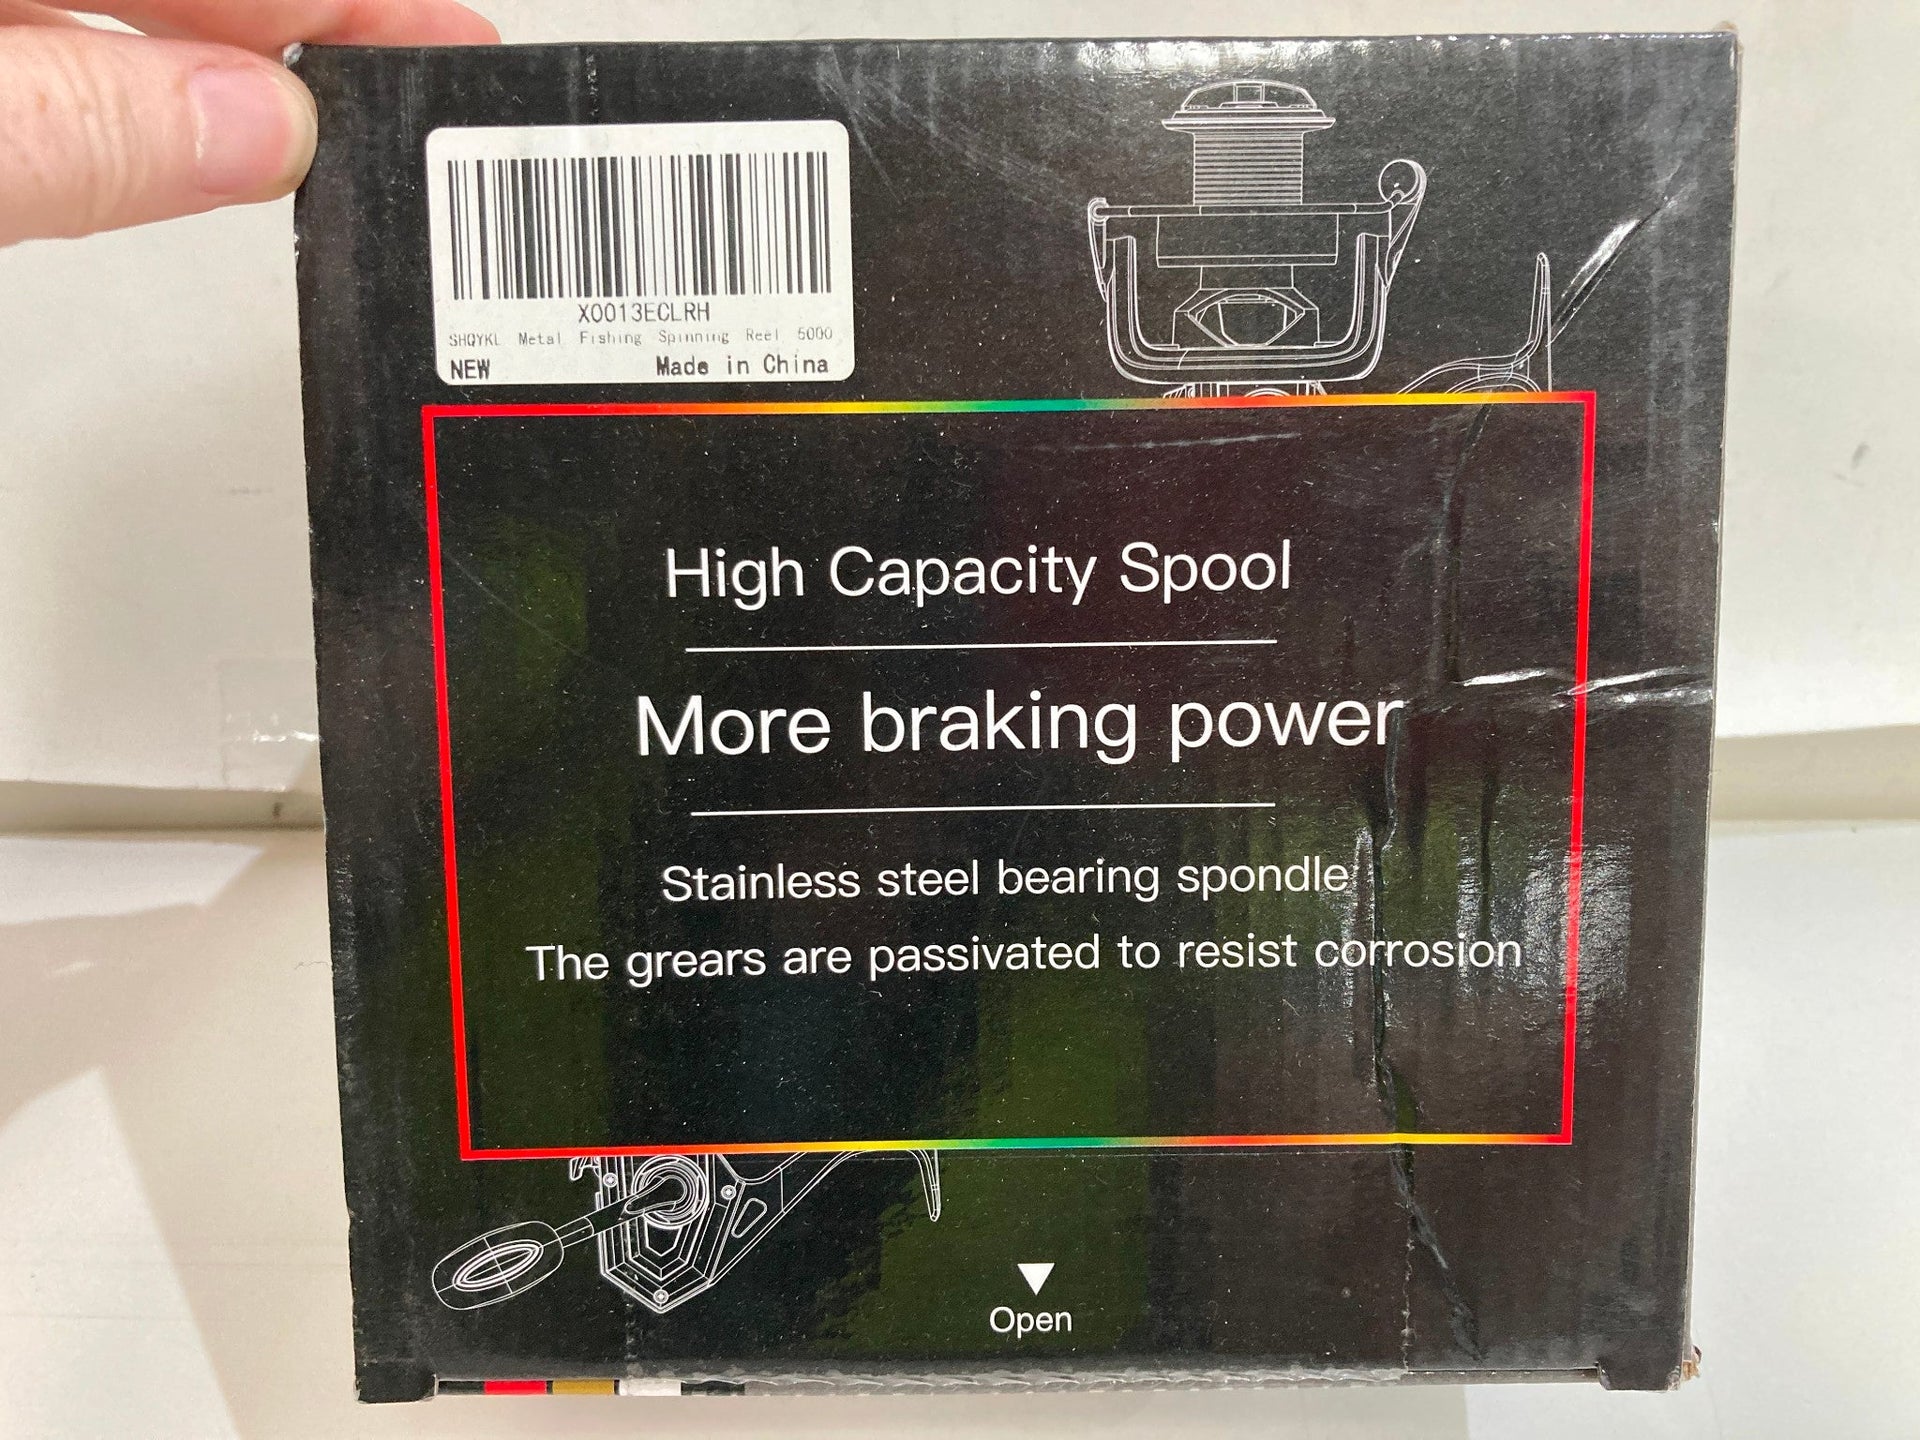 X0013ECLRH
SHQYKL Metal Fishing Spinning Reel 5000
NEW Made in China
High Capacity Spool
More braking power
Stainless steel bearing spondle
The grears are passivated to resist corrosion
Open